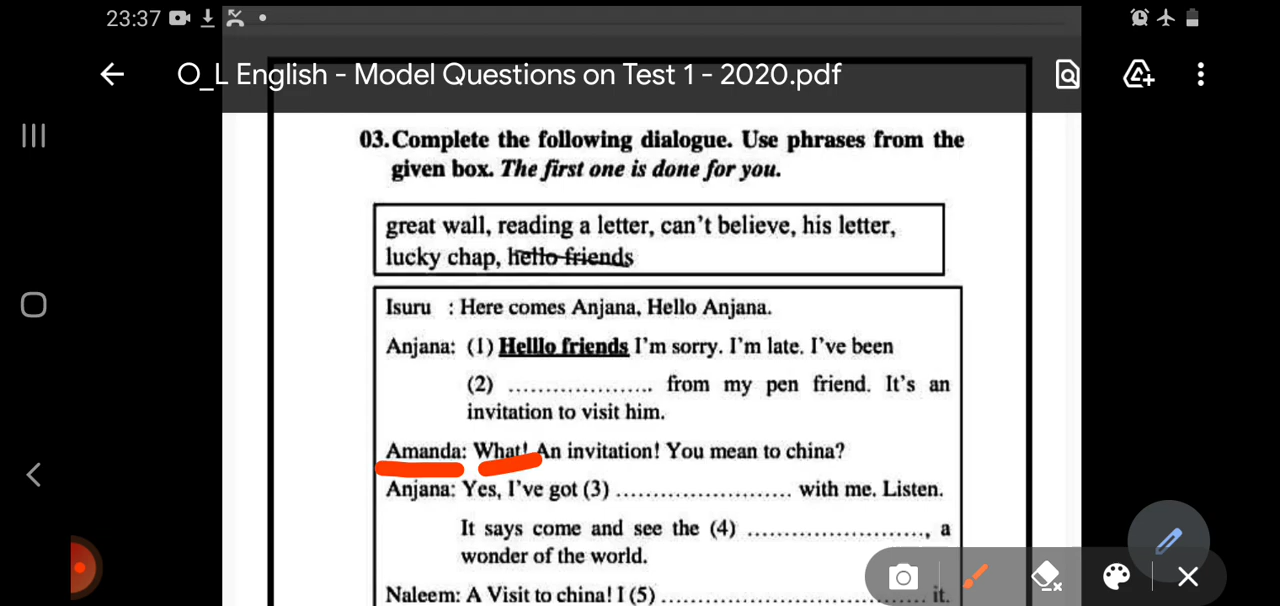 23:37
O_L English - Model Questions on Test 1 - 2020.pdf
03. Complete the following dialogue. Use phrases from the
given box. The first one is done for you.
great wall, reading a letter, can't believe, his letter,
lucky chap, hello friends
Isuru : Here comes Anjana, Hello Anjana.
Anjana: (1) Helllo friends I'm sorry. I'm late. I've been
(2) ..................... from my pen friend. It's an
invitation to visit him.
Amanda: What! An invitation! You mean to china?
Anjana: Yes, I've got (3) .......................... with me. Listen.
It says come and see the (4) .........................., a
wonder of the world.
Naleem: A Visit to china! I (5) ...................................... it.